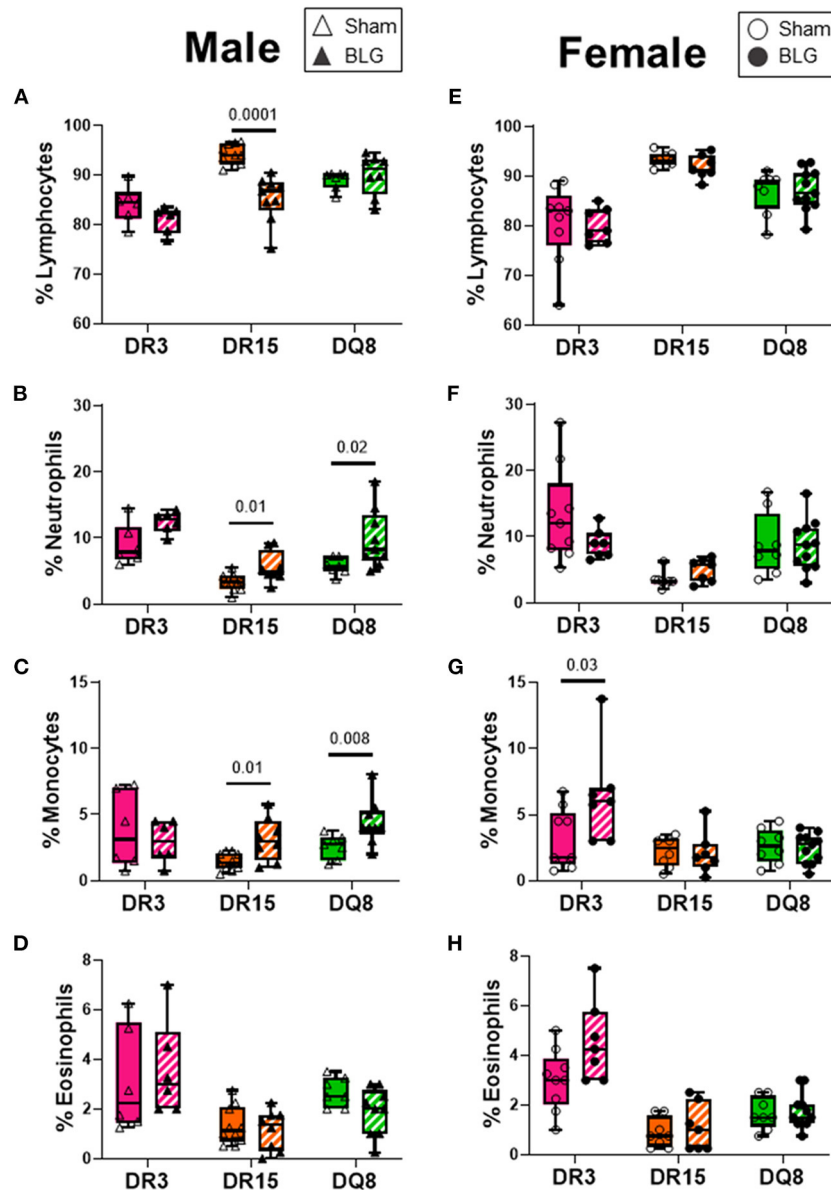 Male
Sham
BLG
Female
Sham
BLG
A
% Lymphocytes
100
90
80
70
60
0.0001
DR3 DR15 DQ8
E
% Lymphocytes
100
90
80
70
60
DR3 DR15 DQ8
B
% Neutrophils
30
20
10
0
0.01
0.02
DR3 DR15 DQ8
F
% Neutrophils
30
20
10
0
DR3 DR15 DQ8
C
% Monocytes
15
10
5
0
0.01
0.008
DR3 DR15 DQ8
G
% Monocytes
15
10
5
0
0.03
DR3 DR15 DQ8
D
% Eosinophils
8
6
4
2
0
DR3 DR15 DQ8
H
% Eosinophils
8
6
4
2
0
DR3 DR15 DQ8